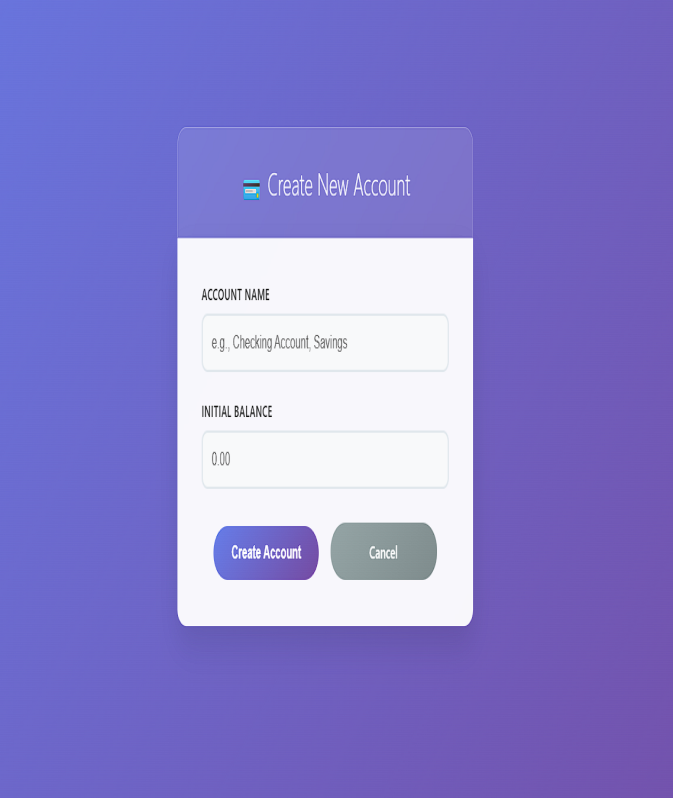 Create New Account
ACCOUNT NAME
e.g., Checking Account, Savings
INITIAL BALANCE
0.00
Create Account
Cancel